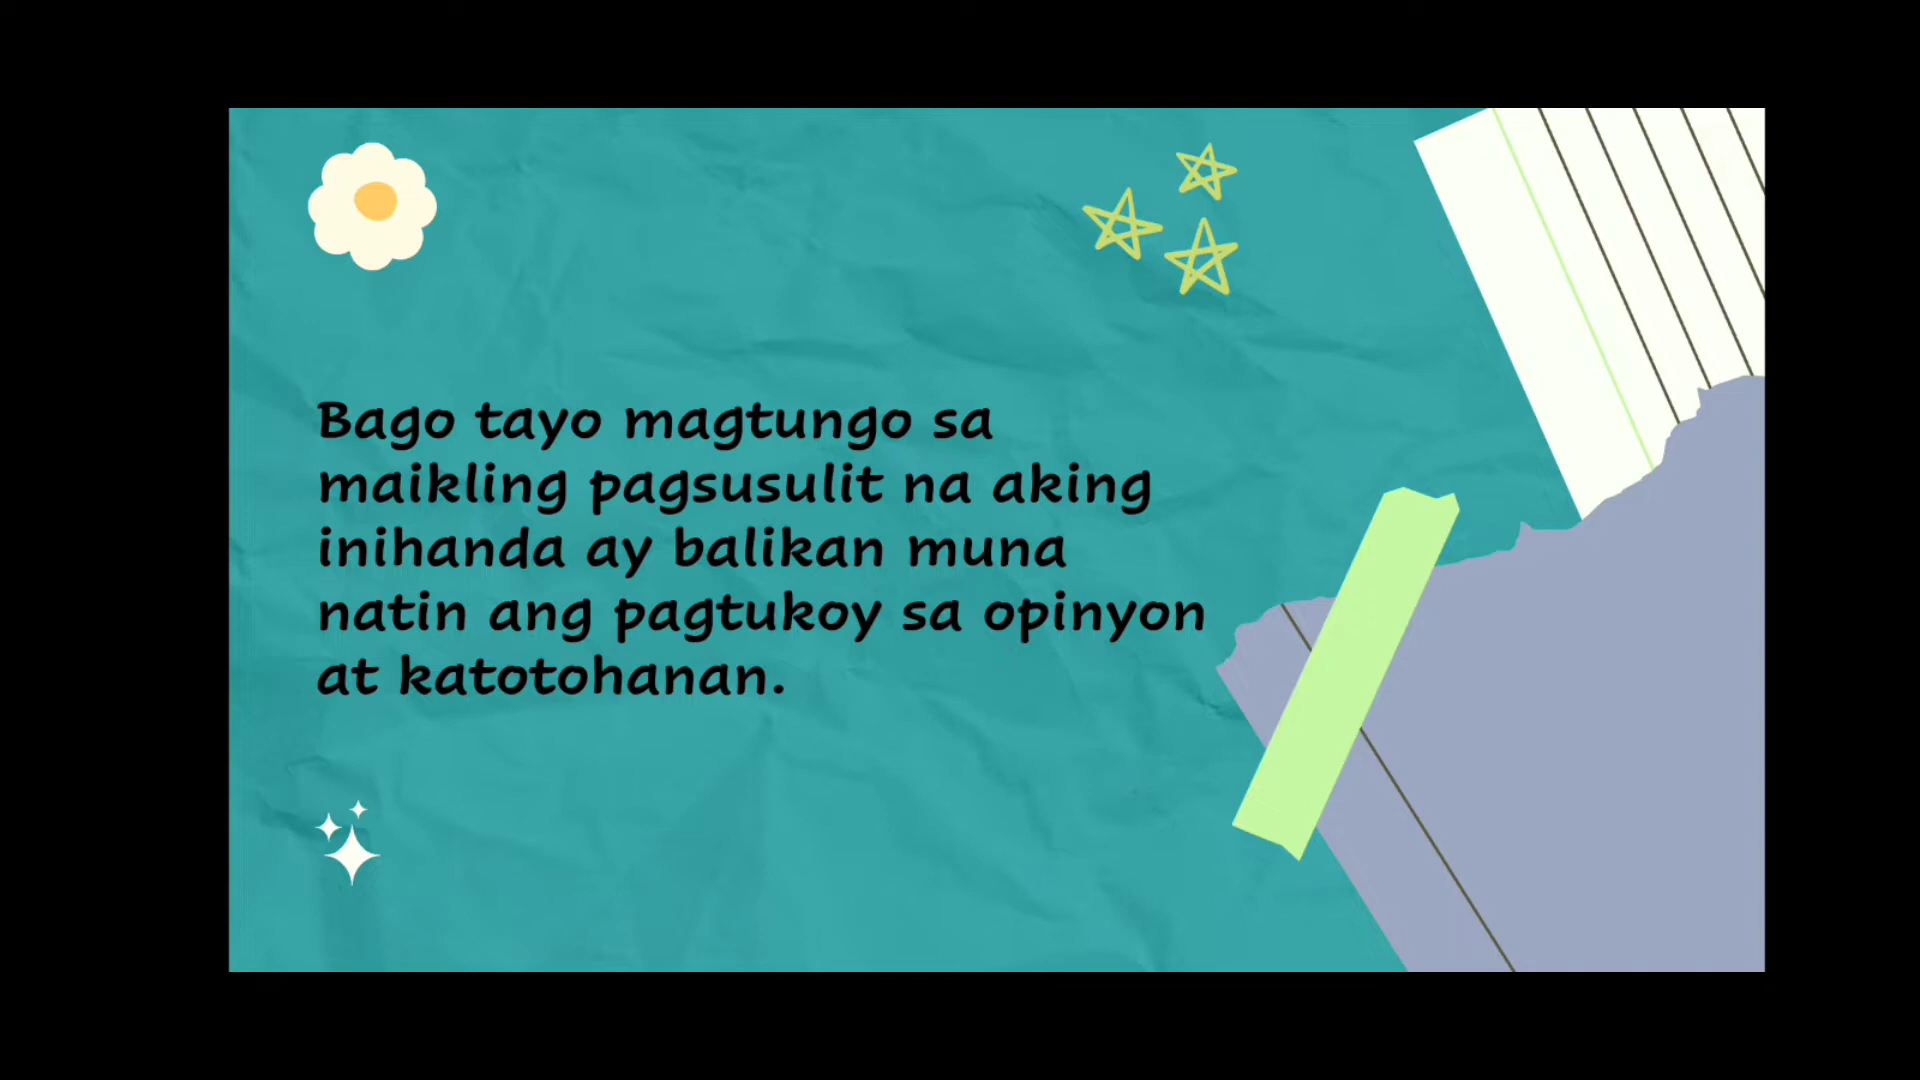 Bago tayo magtungo sa
maikling pagsusulit na aking
inihanda ay balikan muna
natin ang pagtukoy sa opinyon
at katotohanan.